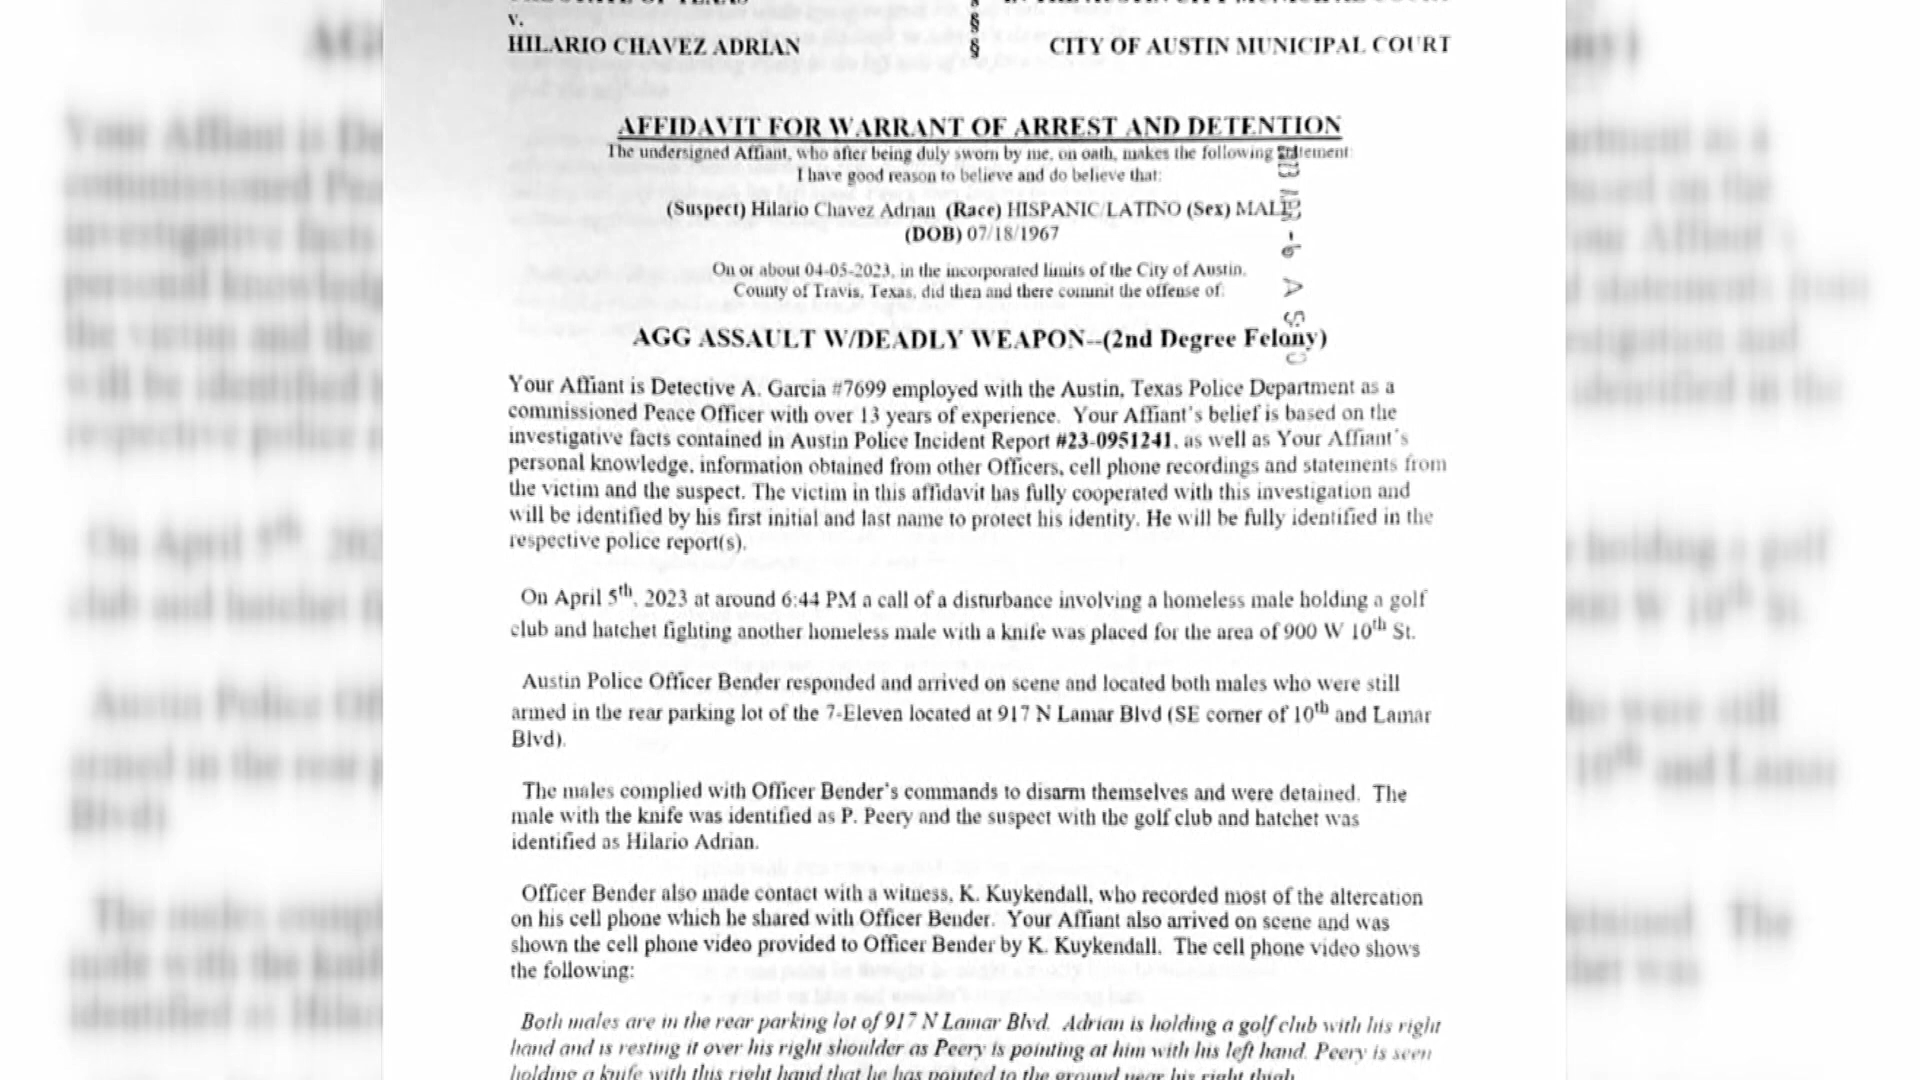 v.
HILARIO CHAVEZ ADRIAN
§
§
CITY OF AUSTIN MUNICIPAL COURT
AFFIDAVIT FOR WARRANT OF ARREST AND DETENTION
The undersigned Affiant, who after being duly sworn by me, on oath, makes the following statement:
I have good reason to believe and do believe that:
(Suspect) Hilario Chavez Adrian (Race) HISPANIC/LATINO (Sex) MALE
(DOB) 07/18/1967
On or about 04-05-2023, in the incorporated limits of the City of Austin,
County of Travis, Texas, did then and there commit the offense of:
AGG ASSAULT W/DEADLY WEAPON--(2nd Degree Felony)
Your Affiant is Detective A. Garcia #7699 employed with the Austin, Texas Police Department as a
commissioned Peace Officer with over 13 years of experience. Your Affiant's belief is based on the
investigative facts contained in Austin Police Incident Report #23-0951241, as well as Your Affiant's
personal knowledge, information obtained from other Officers, cell phone recordings and statements from
the victim and the suspect. The victim in this affidavit has fully cooperated with this investigation and
will be identified by his first initial and last name to protect his identity. He will be fully identified in the
respective police report(s).
On April 5th, 2023 at around 6:44 PM a call of a disturbance involving a homeless male holding a golf
club and hatchet fighting another homeless male with a knife was placed for the area of 900 W 10th St.
Austin Police Officer Bender responded and arrived on scene and located both males who were still
armed in the rear parking lot of the 7-Eleven located at 917 N Lamar Blvd (SE corner of 10th and Lamar
Blvd).
The males complied with Officer Bender's commands to disarm themselves and were detained. The
male with the knife was identified as P. Peery and the suspect with the golf club and hatchet was
identified as Hilario Adrian.
Officer Bender also made contact with a witness, K. Kuykendall, who recorded most of the altercation
on his cell phone which he shared with Officer Bender. Your Affiant also arrived on scene and was
shown the cell phone video provided to Officer Bender by K. Kuykendall. The cell phone video shows
the following:
Both males are in the rear parking lot of 917 N Lamar Blvd. Adrian is holding a golf club with his right
hand and is resting it over his right shoulder as Peery is pointing at him with his left hand. Peery is seen
holding a knife with this right hand that he has pointed to the ground near his right thigh.